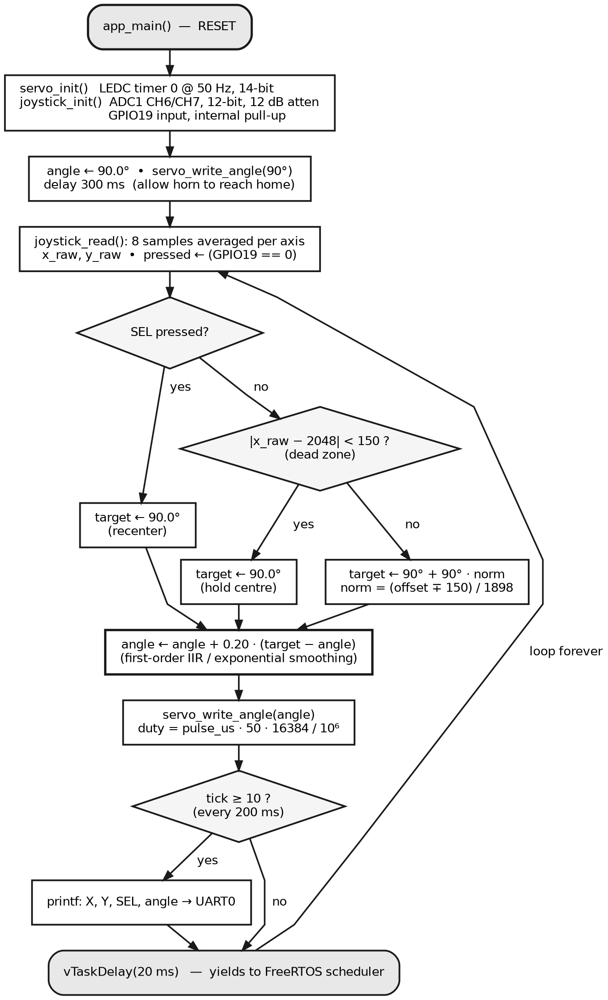 app_main()  —  RESET
servo_init()   LEDC timer 0 @ 50 Hz, 14-bit
joystick_init()  ADC1 CH6/CH7, 12-bit, 12 dB atten
GPIO19 input, internal pull-up
angle ← 90.0°  •  servo_write_angle(90°)
delay 300 ms  (allow horn to reach home)
joystick_read(): 8 samples averaged per axis
x_raw, y_raw  •  pressed ← (GPIO19 == 0)
SEL pressed?
yes
no
|x_raw − 2048| < 150 ?
(dead zone)
target ← 90.0°
(recenter)
yes
no
target ← 90.0°
(hold centre)
target ← 90° + 90° · norm
norm = (offset ∓ 150) / 1898
angle ← angle + 0.20 · (target − angle)
(first-order IIR / exponential smoothing)
loop forever
servo_write_angle(angle)
duty = pulse_us · 50 · 16384 / 10⁶
tick ≥ 10 ?
(every 200 ms)
yes
printf: X, Y, SEL, angle → UART0
no
vTaskDelay(20 ms)   —  yields to FreeRTOS scheduler